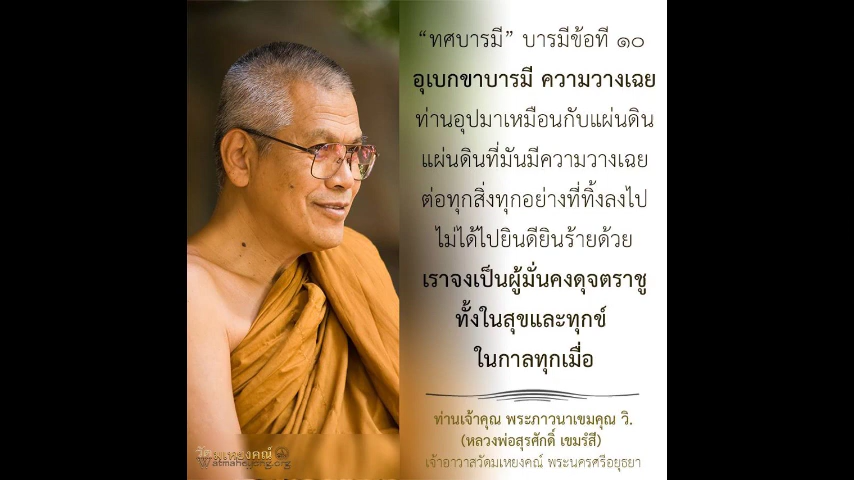 “ทศบารมี” บารมีข้อที่ ๑๐
อุเบกขาบารมี ความวางเฉย
ท่านอุปมาเหมือนกับแผ่นดิน
แผ่นดินที่มันมีความวางเฉย
ต่อทุกสิ่งทุกอย่างที่ทิ้งลงไป
ไม่ได้ไปยินดียินร้ายด้วย
เราจงเป็นผู้มั่นคงดุจตราชู
ทั้งในสุขและทุกข์
ในกาลทุกเมื่อ
ท่านเจ้าคุณ พระภาวนาเขมคุณ วิ.
(หลวงพ่อสุรศักดิ์ เขมรํสี)
เจ้าอาวาสวัดมเหยงคณ์ พระนครศรีอยุธยา
วัดมเหยงคณ์
Watmaheyong.org